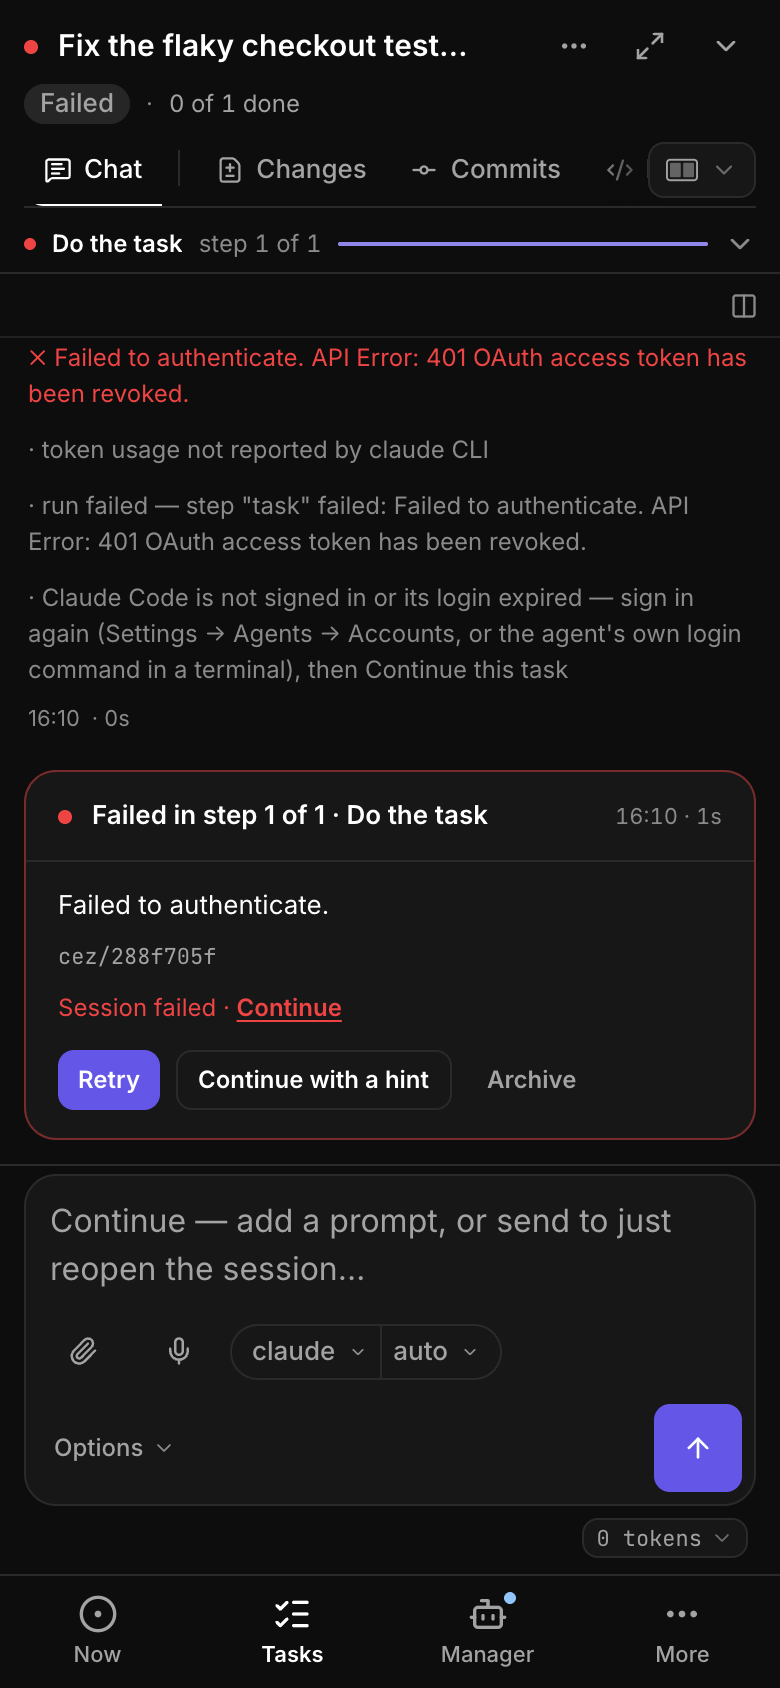 Fix the flaky checkout test...
Failed · 0 of 1 done
Chat Changes Commits
Do the task step 1 of 1
× Failed to authenticate. API Error: 401 OAuth access token has
been revoked.
· token usage not reported by claude CLI
· run failed — step "task" failed: Failed to authenticate. API
Error: 401 OAuth access token has been revoked.
· Claude Code is not signed in or its login expired — sign in
again (Settings → Agents → Accounts, or the agent's own login
command in a terminal), then Continue this task
16:10 · 0s
Failed in step 1 of 1 · Do the task 16:10 · 1s
Failed to authenticate.
cez/288f705f
Session failed · Continue
Retry Continue with a hint Archive
Continue — add a prompt, or send to just
reopen the session...
claude auto
Options
0 tokens
Now Tasks Manager More